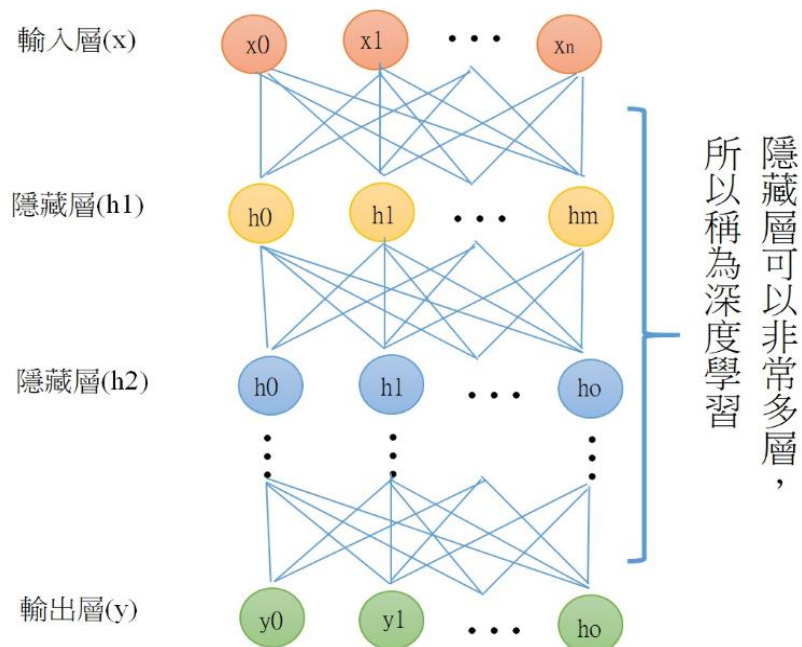 輸入層(x)
x0 x1 xn
隱藏層(h1)
h0 h1 hm
隱藏層(h2)
h0 h1 ho
輸出層(y)
y0 y1 ho
隱藏層可以非常多層，
所以稱為深度學習